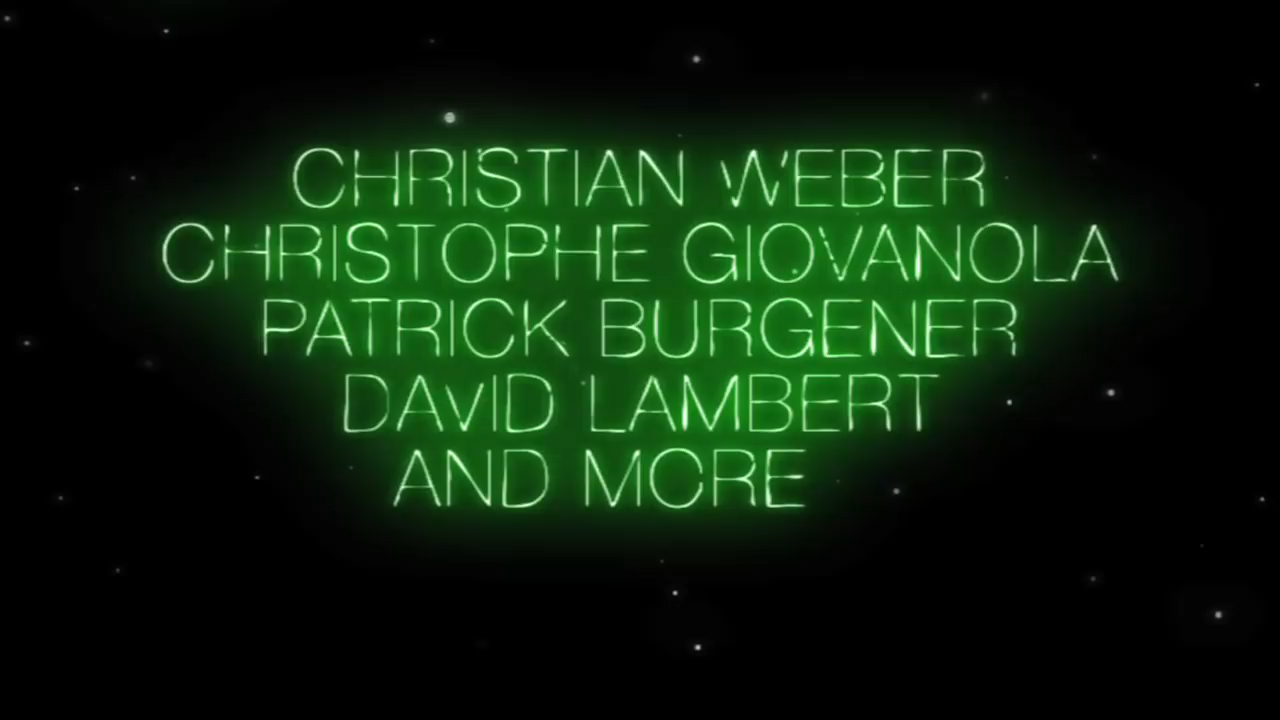 CHRISTIAN WEBER
CHRISTOPHE GIOVANOLA
PATRICK BURGENER
DAVID LAMBERT
AND MORE